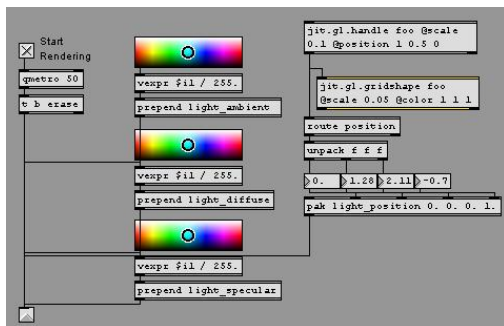 Start
Rendering
qmetro 50
t b erase
vexpr $i1 / 255.
prepend light_ambient
vexpr $i1 / 255.
prepend light_diffuse
vexpr $i1 / 255.
prepend light_specular
jit.gl.handle foo @scale
0.1 @position 1 0.5 0
jit.gl.gridshape foo
@scale 0.05 @color 1 1 1
route position
unpack f f f
0. 1.28 2.11 -0.7
pak light_position 0. 0. 0. 1.